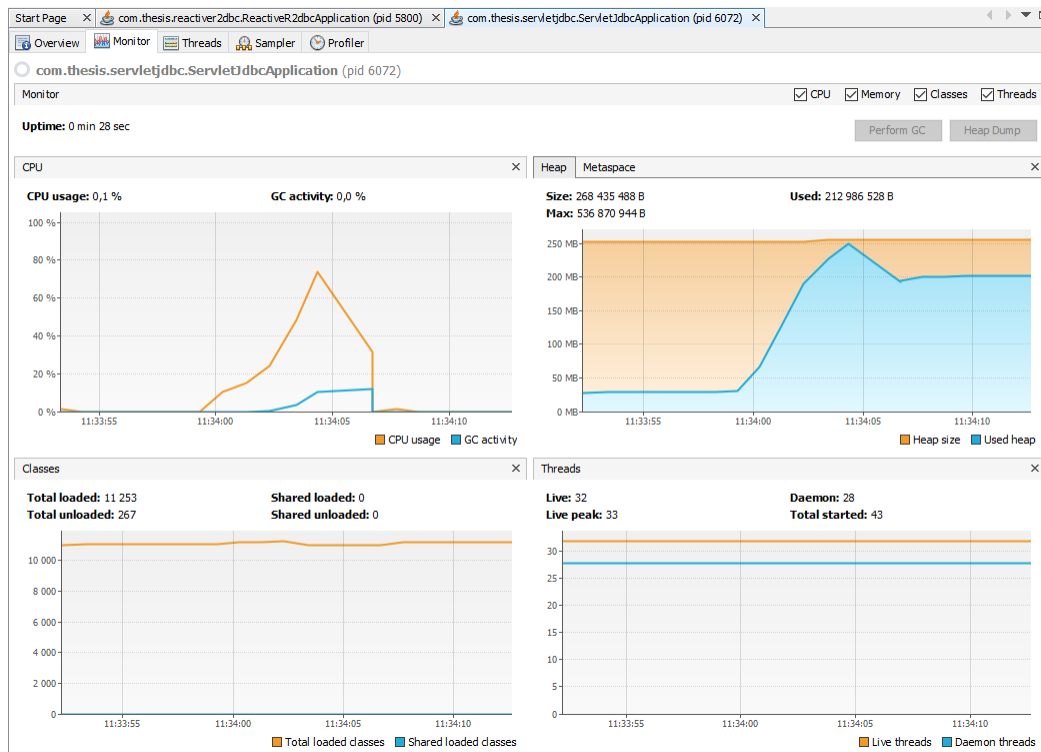 Start Page
com.thesis.reactiver2dbc.ReactiveR2dbcApplication (pid 5800)
com.thesis.servletjdbc.ServletJdbcApplication (pid 6072)
Overview
Monitor
Threads
Sampler
Profiler
com.thesis.servletjdbc.ServletJdbcApplication (pid 6072)
Monitor
CPU
Memory
Classes
Threads
Uptime: 0 min 28 sec
Perform GC
Heap Dump
CPU
CPU usage: 0,1 %
GC activity: 0,0 %
100 %
80 %
60 %
40 %
20 %
0 %
11:33:55
11:34:00
11:34:05
11:34:10
CPU usage
GC activity
Heap
Metaspace
Size: 268 435 488 B
Used: 212 986 528 B
Max: 536 870 944 B
250 MB
200 MB
150 MB
100 MB
50 MB
0 MB
11:33:55
11:34:00
11:34:05
11:34:10
Heap size
Used heap
Classes
Total loaded: 11 253
Shared loaded: 0
Total unloaded: 267
Shared unloaded: 0
10 000
8 000
6 000
4 000
2 000
0
11:33:55
11:34:00
11:34:05
11:34:10
Total loaded classes
Shared loaded classes
Threads
Live: 32
Daemon: 28
Live peak: 33
Total started: 43
30
25
20
15
10
5
0
11:33:55
11:34:00
11:34:05
11:34:10
Live threads
Daemon threads